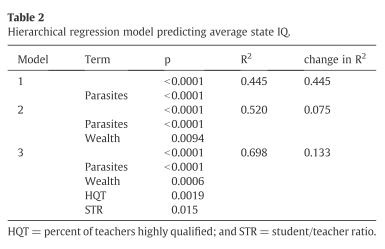 Table 2
Hierarchical regression model predicting average state IQ.
Model Term p R² change in R²
1 <0.0001 0.445 0.445
Parasites <0.0001
2 <0.0001 0.520 0.075
Parasites <0.0001
Wealth 0.0094
3 <0.0001 0.698 0.133
Parasites <0.0001
Wealth 0.0006
HQT 0.0019
STR 0.015
HQT = percent of teachers highly qualified; and STR = student/teacher ratio.